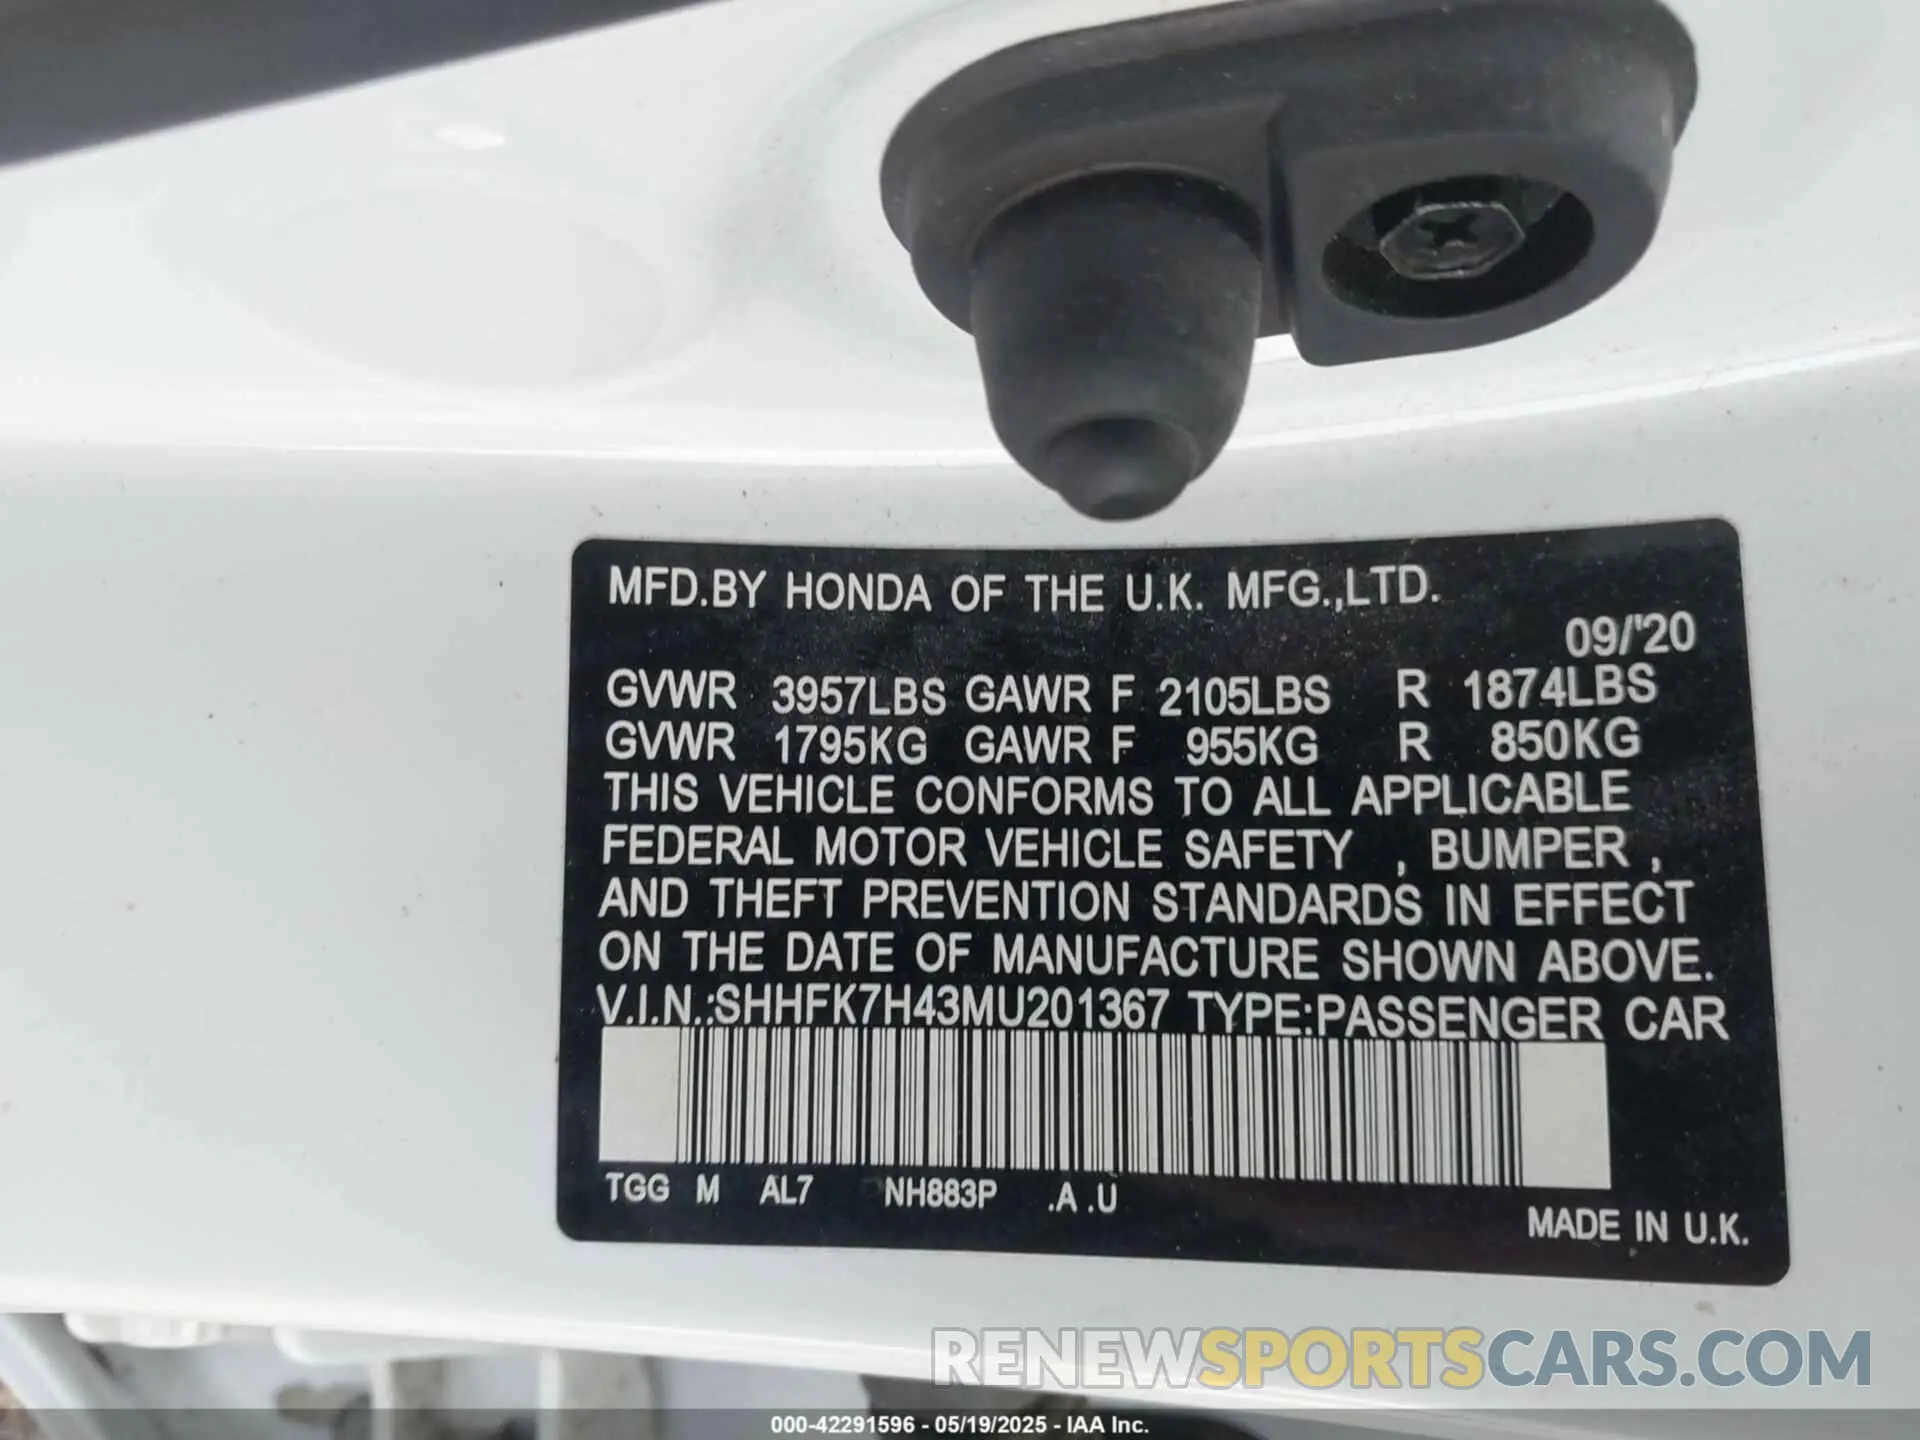 MFD.BY HONDA OF THE U.K. MFG.,LTD.
09/'20
GVWR 3957LBS GAWR F 2105LBS R 1874LBS
GVWR 1795KG GAWR F 955KG R 850KG
THIS VEHICLE CONFORMS TO ALL APPLICABLE
FEDERAL MOTOR VEHICLE SAFETY , BUMPER ,
AND THEFT PREVENTION STANDARDS IN EFFECT
ON THE DATE OF MANUFACTURE SHOWN ABOVE.
V.I.N.:SHHFK7H43MU201367 TYPE:PASSENGER CAR
TGG M AL7 NH883P .A .U
MADE IN U.K.
RENEWSPORTSCARS.COM
000-42291596 - 05/19/2025 - IAA Inc.